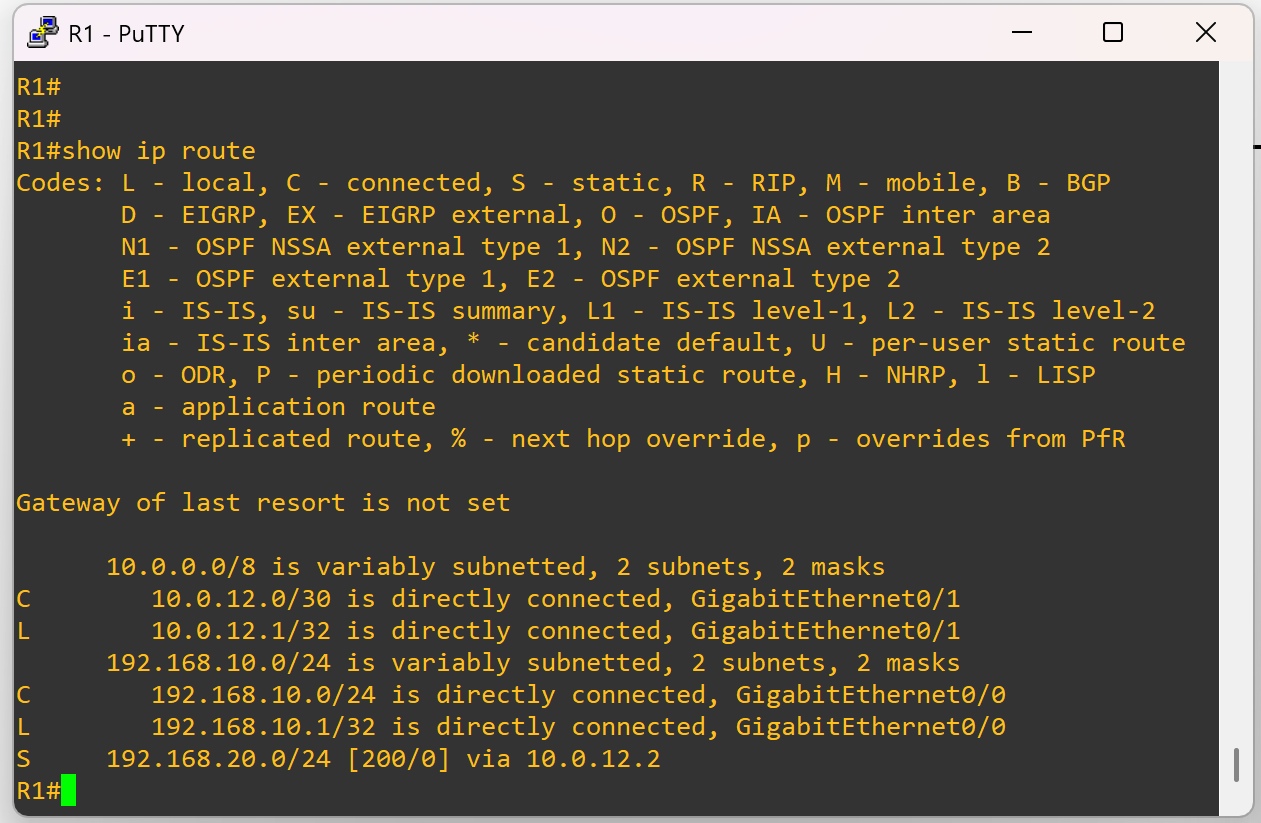 R1 - PuTTY
R1#
R1#
R1#show ip route
Codes: L - local, C - connected, S - static, R - RIP, M - mobile, B - BGP
       D - EIGRP, EX - EIGRP external, O - OSPF, IA - OSPF inter area
       N1 - OSPF NSSA external type 1, N2 - OSPF NSSA external type 2
       E1 - OSPF external type 1, E2 - OSPF external type 2
       i - IS-IS, su - IS-IS summary, L1 - IS-IS level-1, L2 - IS-IS level-2
       ia - IS-IS inter area, * - candidate default, U - per-user static route
       o - ODR, P - periodic downloaded static route, H - NHRP, l - LISP
       a - application route
       + - replicated route, % - next hop override, p - overrides from PfR

Gateway of last resort is not set

      10.0.0.0/8 is variably subnetted, 2 subnets, 2 masks
C        10.0.12.0/30 is directly connected, GigabitEthernet0/1
L        10.0.12.1/32 is directly connected, GigabitEthernet0/1
      192.168.10.0/24 is variably subnetted, 2 subnets, 2 masks
C        192.168.10.0/24 is directly connected, GigabitEthernet0/0
L        192.168.10.1/32 is directly connected, GigabitEthernet0/0
S     192.168.20.0/24 [200/0] via 10.0.12.2
R1#